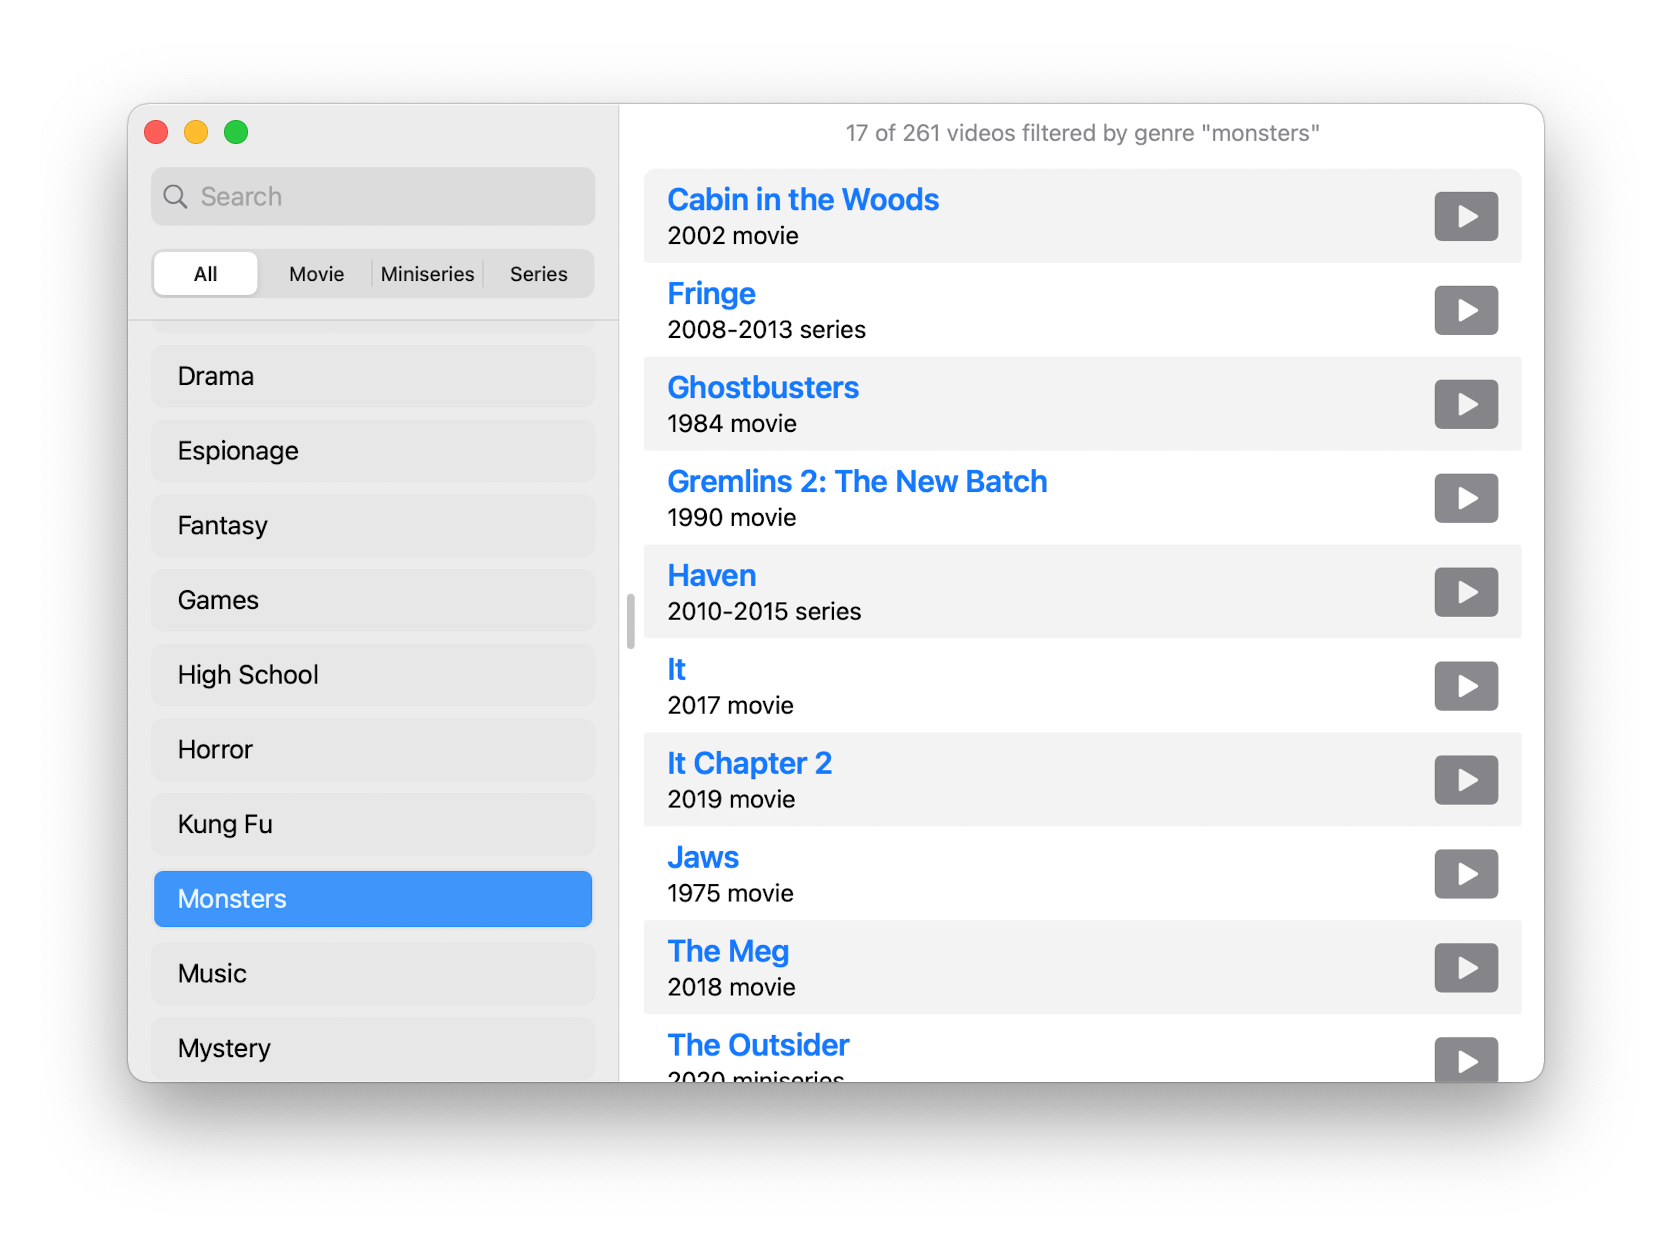 17 of 261 videos filtered by genre "monsters"
Search
All
Movie
Miniseries
Series
Drama
Espionage
Fantasy
Games
High School
Horror
Kung Fu
Monsters
Music
Mystery
Cabin in the Woods
2002 movie
Fringe
2008-2013 series
Ghostbusters
1984 movie
Gremlins 2: The New Batch
1990 movie
Haven
2010-2015 series
It
2017 movie
It Chapter 2
2019 movie
Jaws
1975 movie
The Meg
2018 movie
The Outsider
2020 miniseries